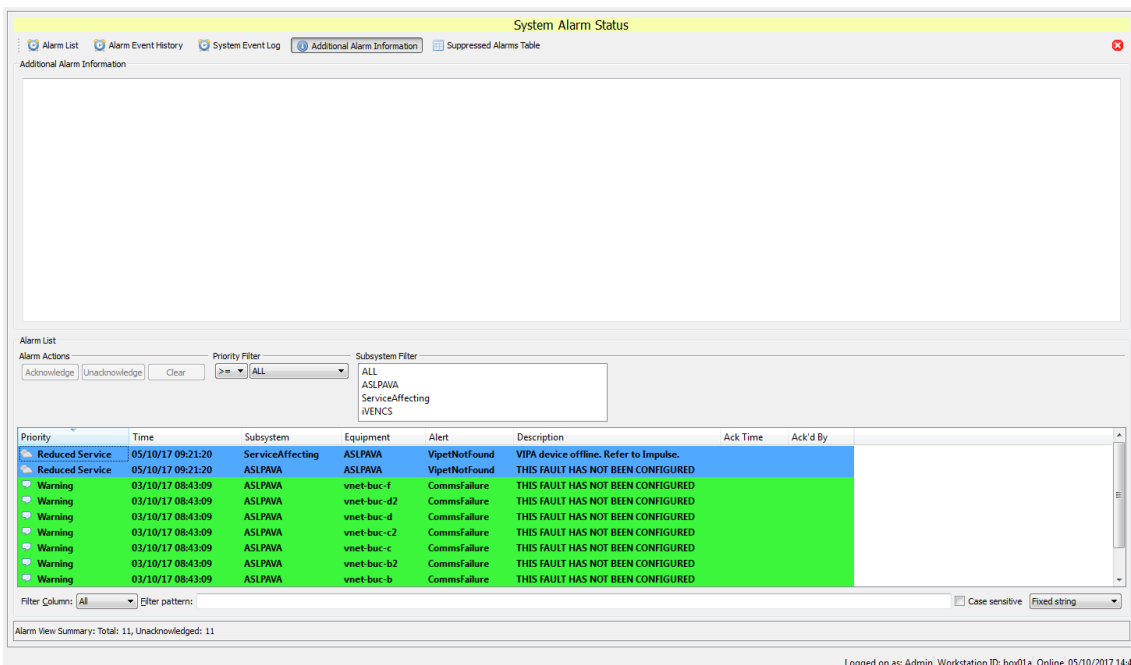 System Alarm Status
Alarm List Alarm Event History System Event Log Additional Alarm Information Suppressed Alarms Table
Additional Alarm Information
Alarm List
Alarm Actions Priority Filter Subsystem Filter
Acknowledge Unacknowledge Clear >= ALL ALL
ASLPAVA
ServiceAffecting
iVENCS
Priority Time Subsystem Equipment Alert Description Ack Time Ack'd By
Reduced Service 05/10/17 09:21:20 ServiceAffecting ASLPAVA VipetNotFound VIPA device offline. Refer to Impulse.
Reduced Service 05/10/17 09:21:20 ASLPAVA ASLPAVA VipetNotFound THIS FAULT HAS NOT BEEN CONFIGURED
Warning 03/10/17 08:43:09 ASLPAVA vnet-buc-f CommsFailure THIS FAULT HAS NOT BEEN CONFIGURED
Warning 03/10/17 08:43:09 ASLPAVA vnet-buc-d2 CommsFailure THIS FAULT HAS NOT BEEN CONFIGURED
Warning 03/10/17 08:43:09 ASLPAVA vnet-buc-d CommsFailure THIS FAULT HAS NOT BEEN CONFIGURED
Warning 03/10/17 08:43:09 ASLPAVA vnet-buc-c2 CommsFailure THIS FAULT HAS NOT BEEN CONFIGURED
Warning 03/10/17 08:43:09 ASLPAVA vnet-buc-c CommsFailure THIS FAULT HAS NOT BEEN CONFIGURED
Warning 03/10/17 08:43:09 ASLPAVA vnet-buc-b2 CommsFailure THIS FAULT HAS NOT BEEN CONFIGURED
Warning 03/10/17 08:43:09 ASLPAVA vnet-buc-b CommsFailure THIS FAULT HAS NOT BEEN CONFIGURED
Filter Column: All Filter pattern: Case sensitive Fixed string
Alarm View Summary: Total: 11, Unacknowledged: 11
Logged on as: Admin Workstation ID: box01a Online 05/10/2017